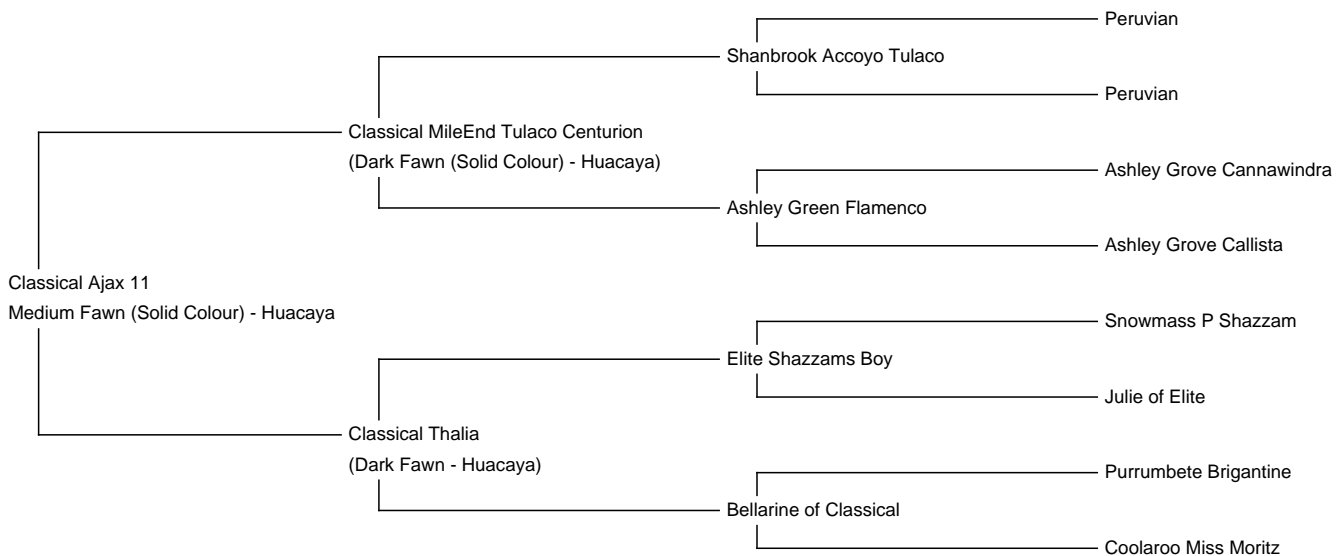 Peruvian
Shanbrook Accoyo Tulaco
Peruvian
Classical MileEnd Tulaco Centurion
(Dark Fawn (Solid Colour) - Huacaya)
Ashley Grove Cannawindra
Ashley Green Flamenco
Ashley Grove Callista
Classical Ajax 11
Medium Fawn (Solid Colour) - Huacaya
Snowmass P Shazzam
Elite Shazzams Boy
Julie of Elite
Classical Thalia
(Dark Fawn - Huacaya)
Purrumbete Brigantine
Bellarine of Classical
Coolaroo Miss Moritz